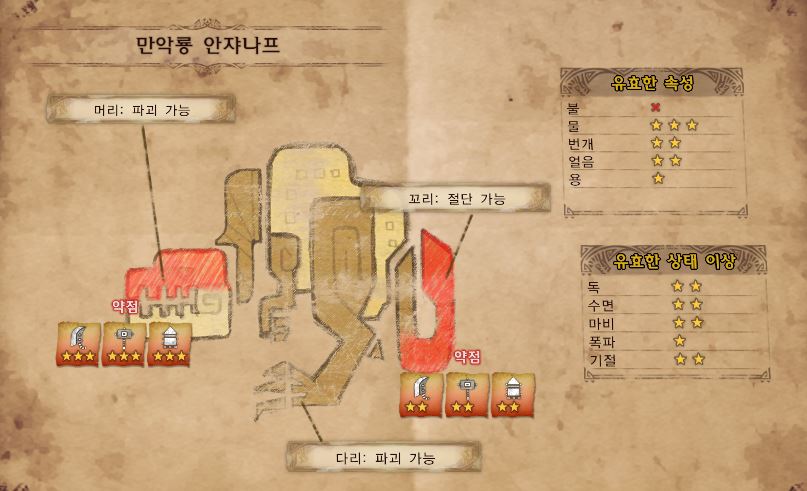 만악룡 안쟈나프
머리: 파괴 가능
꼬리: 절단 가능
약점
약점
다리: 파괴 가능
유효한 속성
불
물
번개
얼음
용
유효한 상태 이상
독
수면
마비
폭파
기절